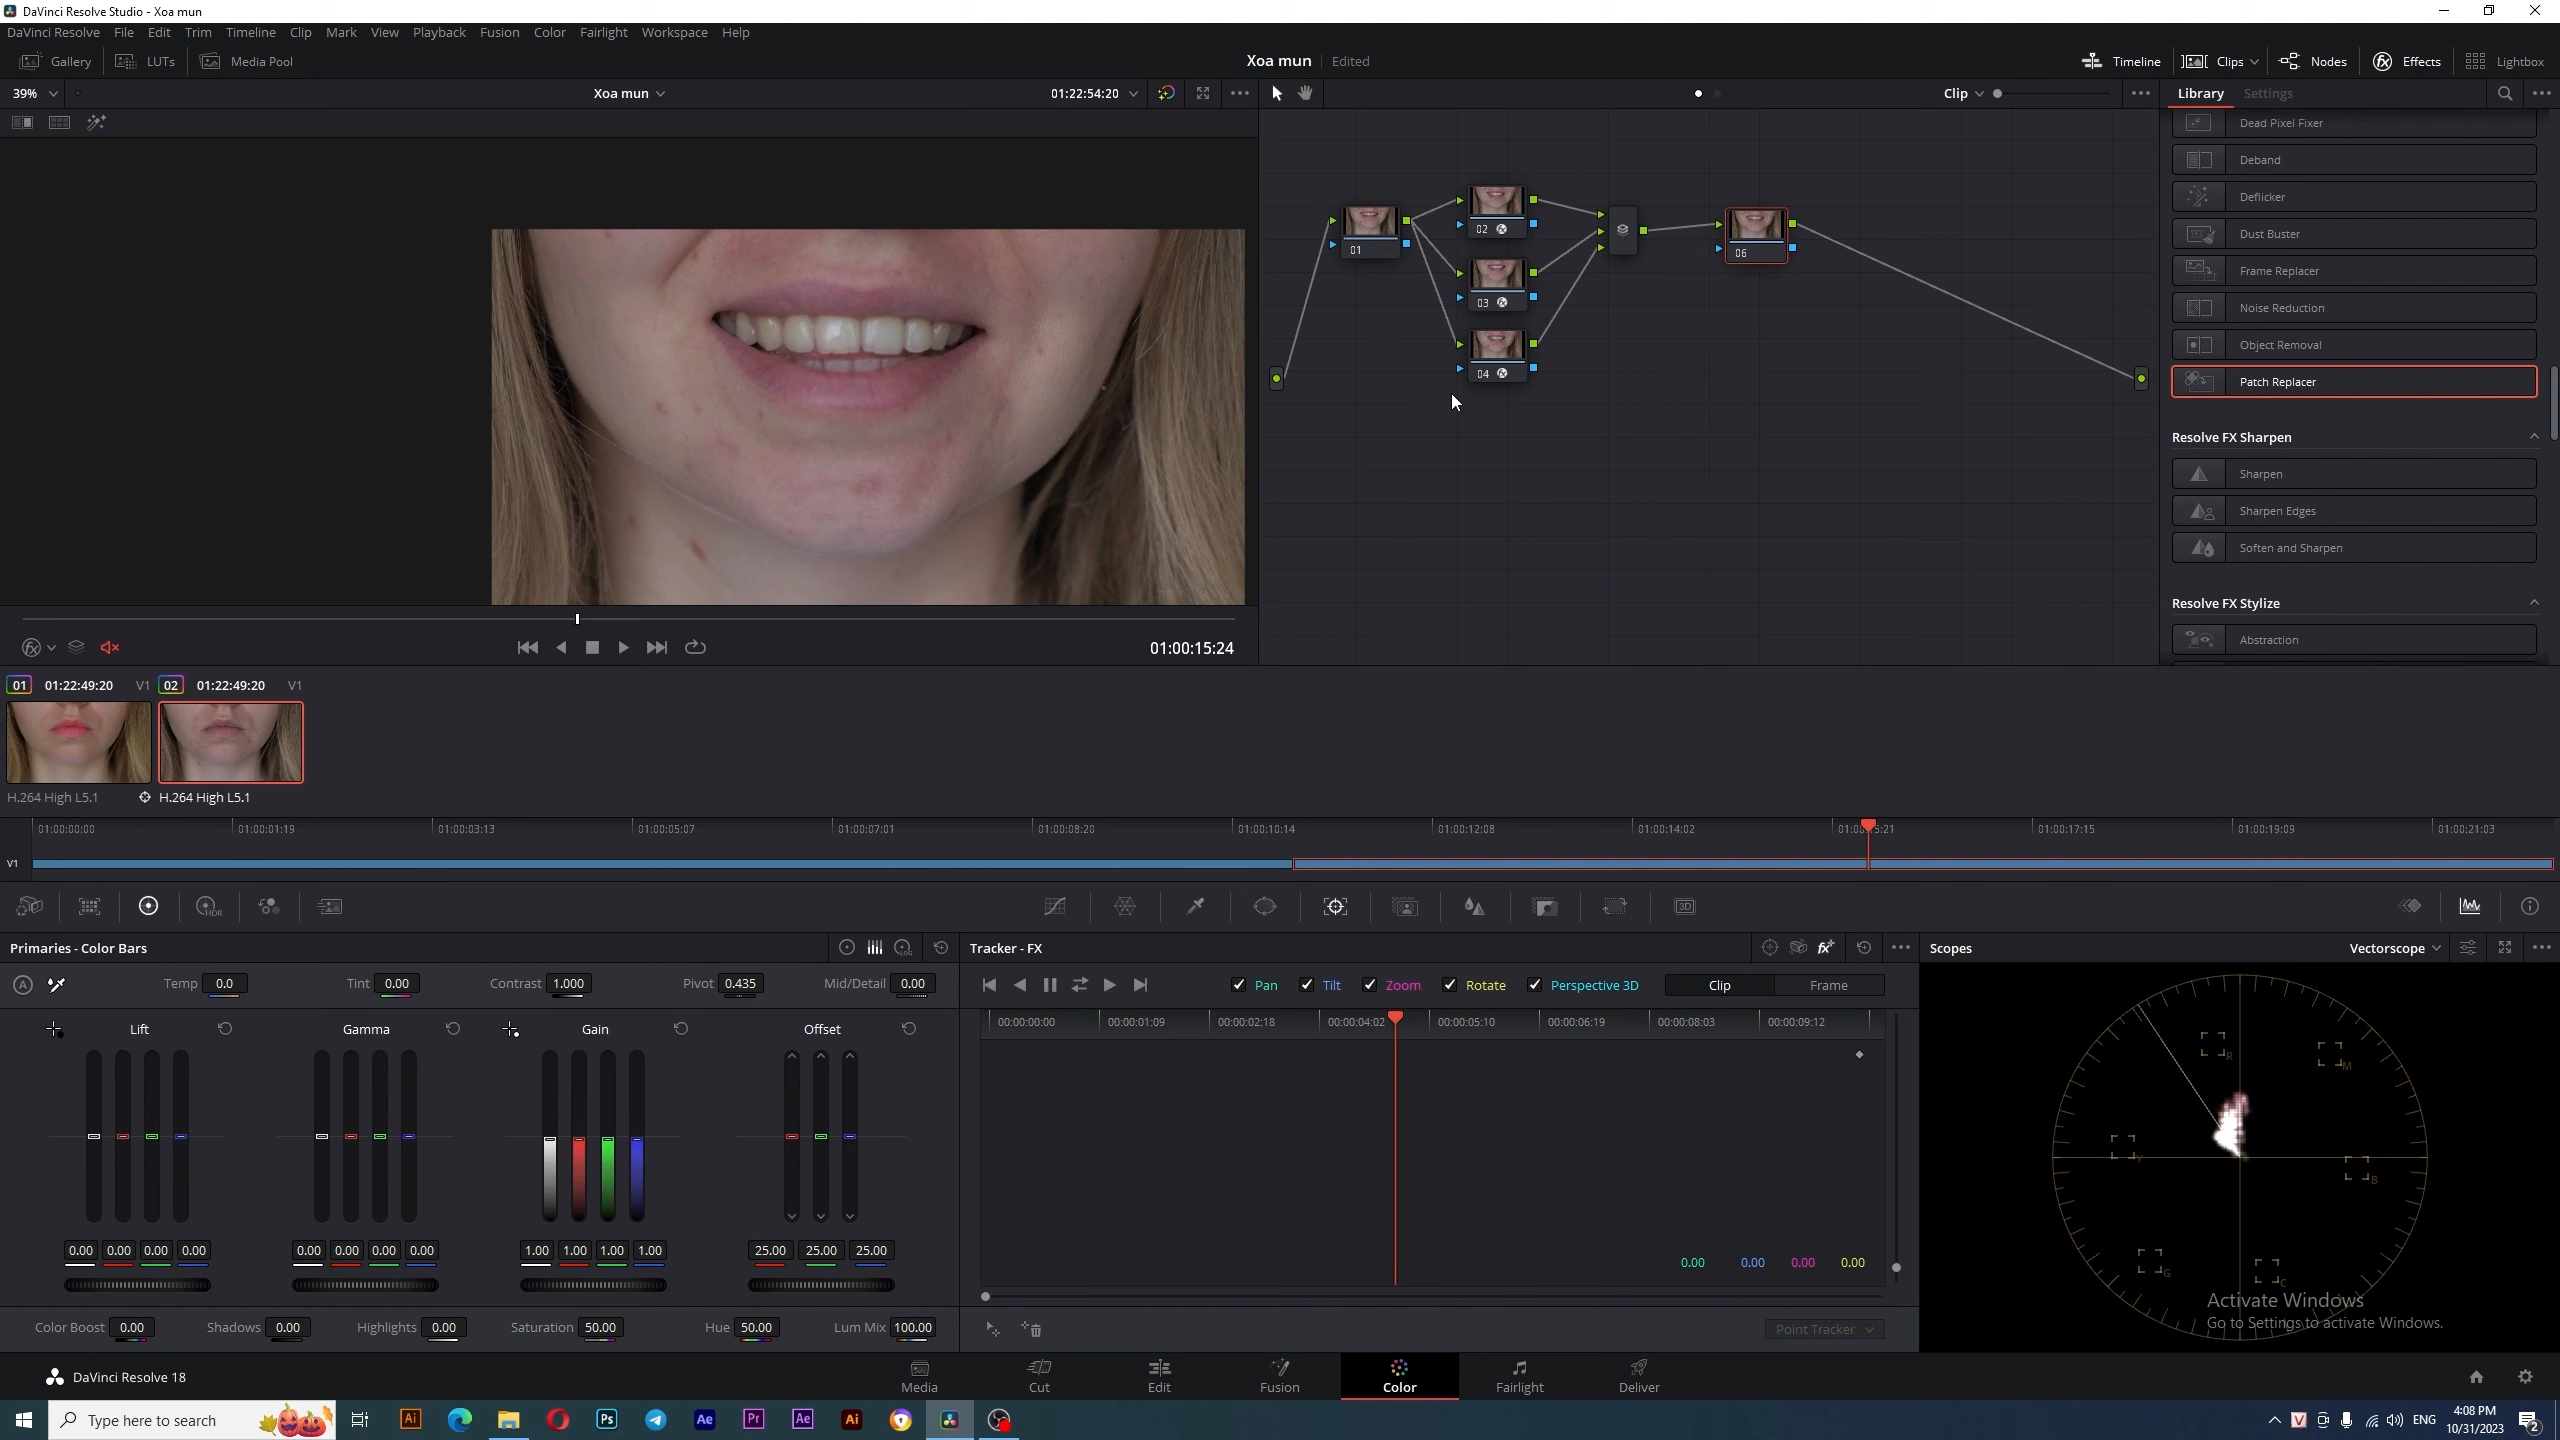 DaVinci Resolve Studio - Xoa mun
DaVinci Resolve File Edit Trim Timeline Clip Mark View Playback Fusion Color Fairlight Workspace Help
Gallery LUTs Media Pool Xoa mun Edited Timeline Clips Nodes Effects Lightbox
39% Xoa mun 01:22:54:20 Clip Library Settings
Dead Pixel Fixer
Deband
Deflicker
Dust Buster
Frame Replacer
Noise Reduction
Object Removal
Patch Replacer
Resolve FX Sharpen
Sharpen
Sharpen Edges
Soften and Sharpen
Resolve FX Stylize
Abstraction
01
02
03
04
06
01:00:15:24
01 01:22:49:20 V1 02 01:22:49:20 V1
H.264 High L5.1 H.264 High L5.1
01:00:00:00 01:00:01:19 01:00:03:13 01:00:05:07 01:00:07:01 01:00:08:20 01:00:10:14 01:00:12:08 01:00:14:02 01:00:17:15 01:00:19:09 01:00:21:03
V1
HDR 3D
Primaries - Color Bars LOG Tracker - FX fx Scopes Vectorscope
A Temp 0.0 Tint 0.00 Contrast 1.000 Pivot 0.435 Mid/Detail 0.00
Pan Tilt Zoom Rotate Perspective 3D Clip Frame
Lift Gamma Gain Offset
00:00:00:00 00:00:01:09 00:00:02:18 00:00:04:02 00:00:05:10 00:00:06:19 00:00:08:03 00:00:09:12
R M
Y B
G C
0.00 0.00 0.00 0.00 0.00 0.00 0.00 0.00 1.00 1.00 1.00 1.00 25.00 25.00 25.00
0.00 0.00 0.00 0.00
Color Boost 0.00 Shadows 0.00 Highlights 0.00 Saturation 50.00 Hue 50.00 Lum Mix 100.00
Point Tracker
Activate Windows
Go to Settings to activate Windows.
DaVinci Resolve 18 Media Cut Edit Fusion Color Fairlight Deliver
Type here to search Ai Ps Ae Pr Ae Ai V ENG 4:08 PM
10/31/2023 2